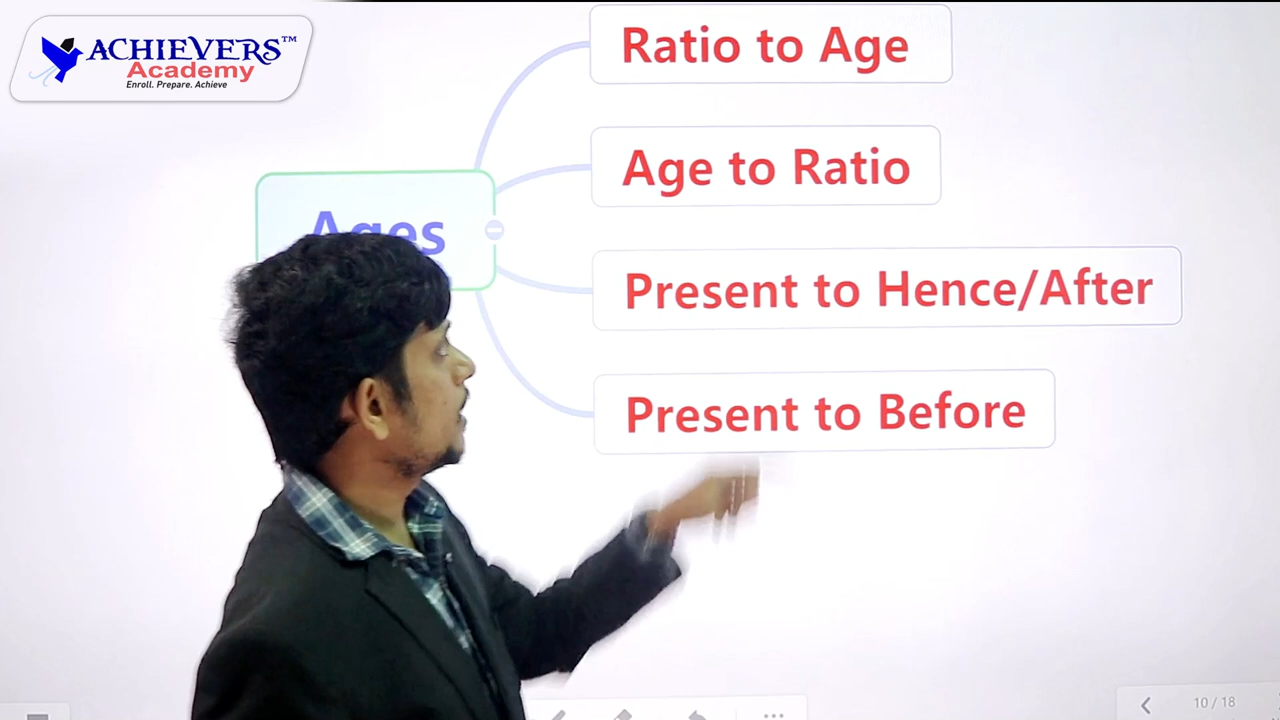 ACHIEVERS™
Academy
Enroll. Prepare. Achieve
Ratio to Age
Age to Ratio
Ages
Present to Hence/After
Present to Before
10 / 18